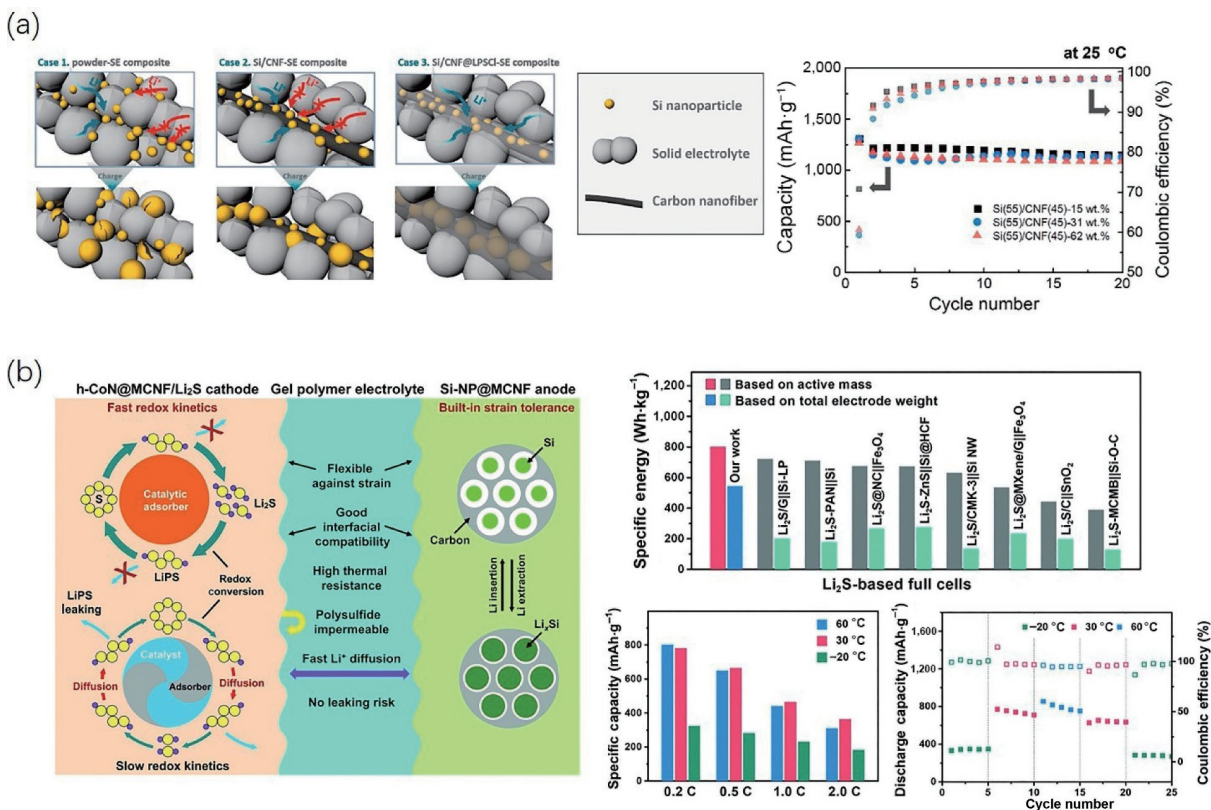 (a)
Case 1. powder-SE composite
Case 2. Si/CNF-SE composite
Case 3. Si/CNF@LPSCl-SE composite
Li⁺
Li⁺
Li⁺
Li⁺
Li⁺
Charge
Charge
Charge
Si nanoparticle
Solid electrolyte
Carbon nanofiber
at 25 °C
Capacity (mAh·g⁻¹)
2,000
1,750
1,500
1,250
1,000
750
500
250
0
Si(55)/CNF(45)-15 wt.%
Si(55)/CNF(45)-31 wt.%
Si(55)/CNF(45)-62 wt.%
100
90
80
70
60
50
Coulombic efficiency (%)
0 5 10 15 20
Cycle number
(b)
h-CoN@MCNF/Li₂S cathode
Gel polymer electrolyte
Si-NP@MCNF anode
Fast redox kinetics
Built-in strain tolerance
Catalytic adsorber
S
Li₂S
LiPS
LiPS leaking
Redox conversion
Diffusion
Catalyst
Adsorber
Diffusion
Slow redox kinetics
Flexible against strain
Good interfacial compatibility
High thermal resistance
Polysulfide impermeable
Fast Li⁺ diffusion
No leaking risk
Si
Carbon
Li insertion
Li extraction
LiₓSi
Specific energy (Wh·kg⁻¹)
1,200
1,000
800
600
400
200
0
Based on active mass
Based on total electrode weight
Our work
Li₂S/G||Si-LP
Li₂S-PAN||Si
Li₂S@NC||Fe₃O₄
Li₂S-ZnS||Si@HCF
Li₂S/CMK-3||Si NW
Li₂S@MXene/G||Fe₃O₄
Li₂S/C||SnO₂
Li₂S-MCMB||Si-O-C
Li₂S-based full cells
Specific capacity (mAh·g⁻¹)
800
600
400
200
0
60 °C
30 °C
−20 °C
0.2 C 0.5 C 1.0 C 2.0 C
Discharge capacity (mAh·g⁻¹)
1,600
1,200
800
400
−20 °C 30 °C 60 °C
100
50
0
Coulombic efficiency (%)
0 5 10 15 20 25
Cycle number